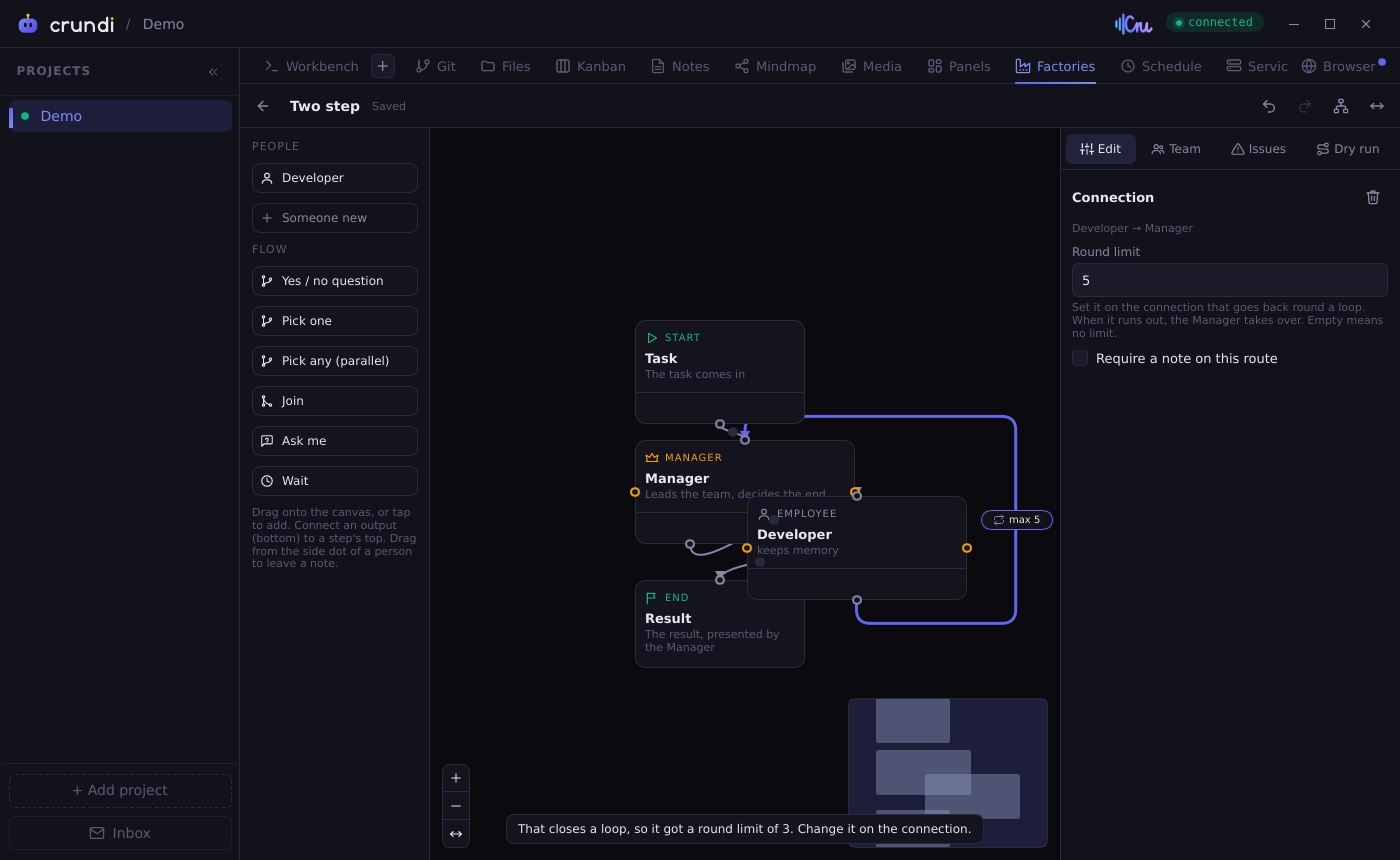 crundi / Demo
Cru
connected
PROJECTS
Demo
+ Add project
Inbox
Workbench
Git
Files
Kanban
Notes
Mindmap
Media
Panels
Factories
Schedule
Servic
Browser
Two step
Saved
PEOPLE
Developer
Someone new
FLOW
Yes / no question
Pick one
Pick any (parallel)
Join
Ask me
Wait
Drag onto the canvas, or tap
to add. Connect an output
(bottom) to a step's top. Drag
from the side dot of a person
to leave a note.
START
Task
The task comes in
MANAGER
Manager
Leads the team, decides the end
EMPLOYEE
Developer
keeps memory
max 5
END
Result
The result, presented by
the Manager
That closes a loop, so it got a round limit of 3. Change it on the connection.
Edit
Team
Issues
Dry run
Connection
Developer → Manager
Round limit
5
Set it on the connection that goes back round a loop.
When it runs out, the Manager takes over. Empty means
no limit.
Require a note on this route